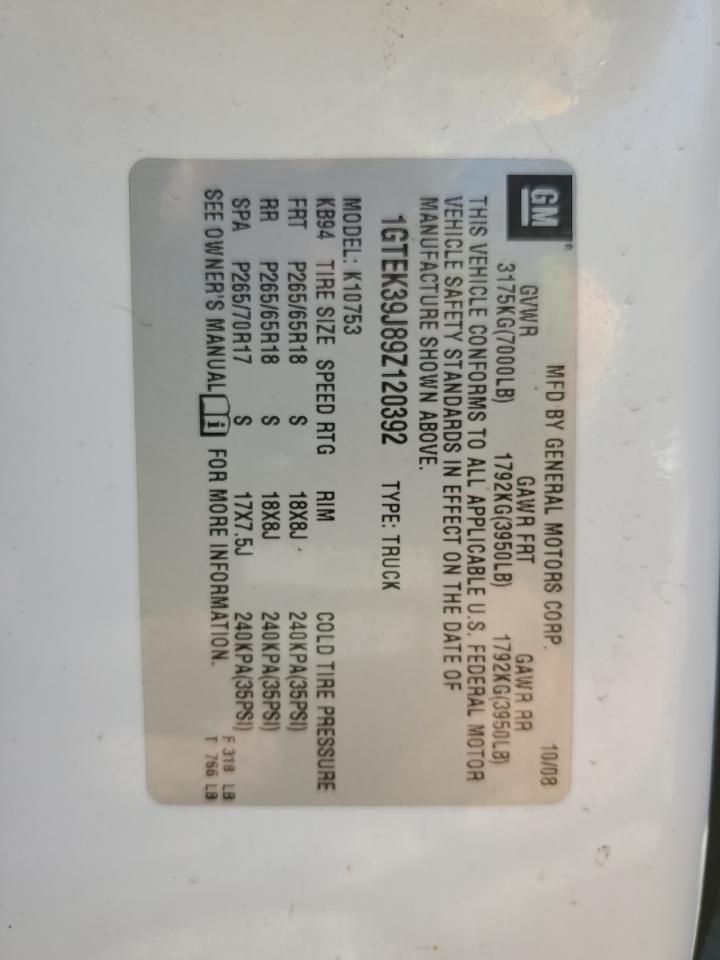 GM ®
MFD BY GENERAL MOTORS CORP. 10/08
GVWR GAWR FRT GAWR RR
3175KG(7000LB) 1792KG(3950LB) 1792KG(3950LB)
THIS VEHICLE CONFORMS TO ALL APPLICABLE U.S. FEDERAL MOTOR
VEHICLE SAFETY STANDARDS IN EFFECT ON THE DATE OF
MANUFACTURE SHOWN ABOVE.
1GTEK39J89Z120392 TYPE: TRUCK
MODEL: K10753
KB94 TIRE SIZE SPEED RTG RIM COLD TIRE PRESSURE
FRT P265/65R18 S 18X8J 240KPA(35PSI)
RR P265/65R18 S 18X8J 240KPA(35PSI)
SPA P265/70R17 S 17X7.5J 240KPA(35PSI)
SEE OWNER'S MANUAL FOR MORE INFORMATION.
F 318 LB
T 766 LB